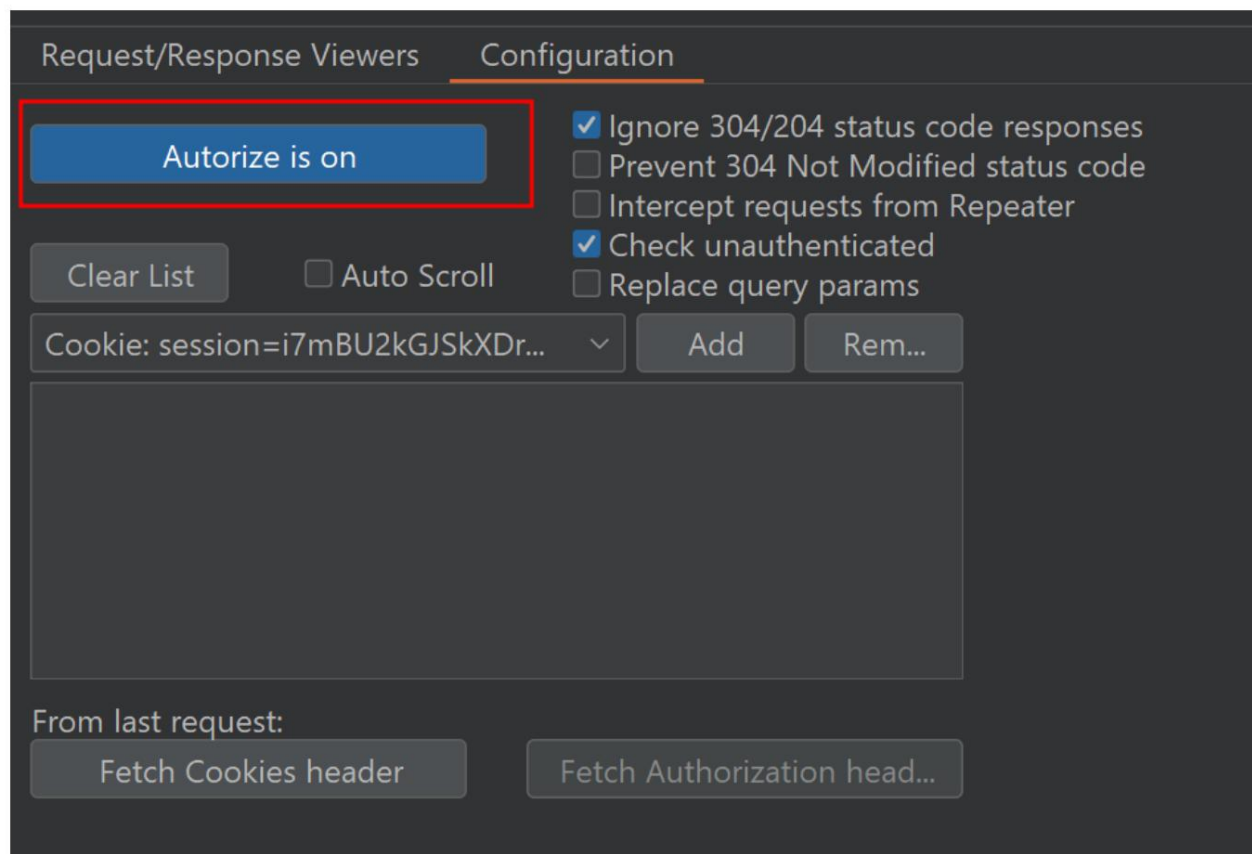 Request/Response Viewers
Configuration
Autorize is on
Ignore 304/204 status code responses
Prevent 304 Not Modified status code
Intercept requests from Repeater
Check unauthenticated
Replace query params
Clear List
Auto Scroll
Cookie: session=i7mBU2kGJSkXDr...
Add
Rem...
From last request:
Fetch Cookies header
Fetch Authorization head...